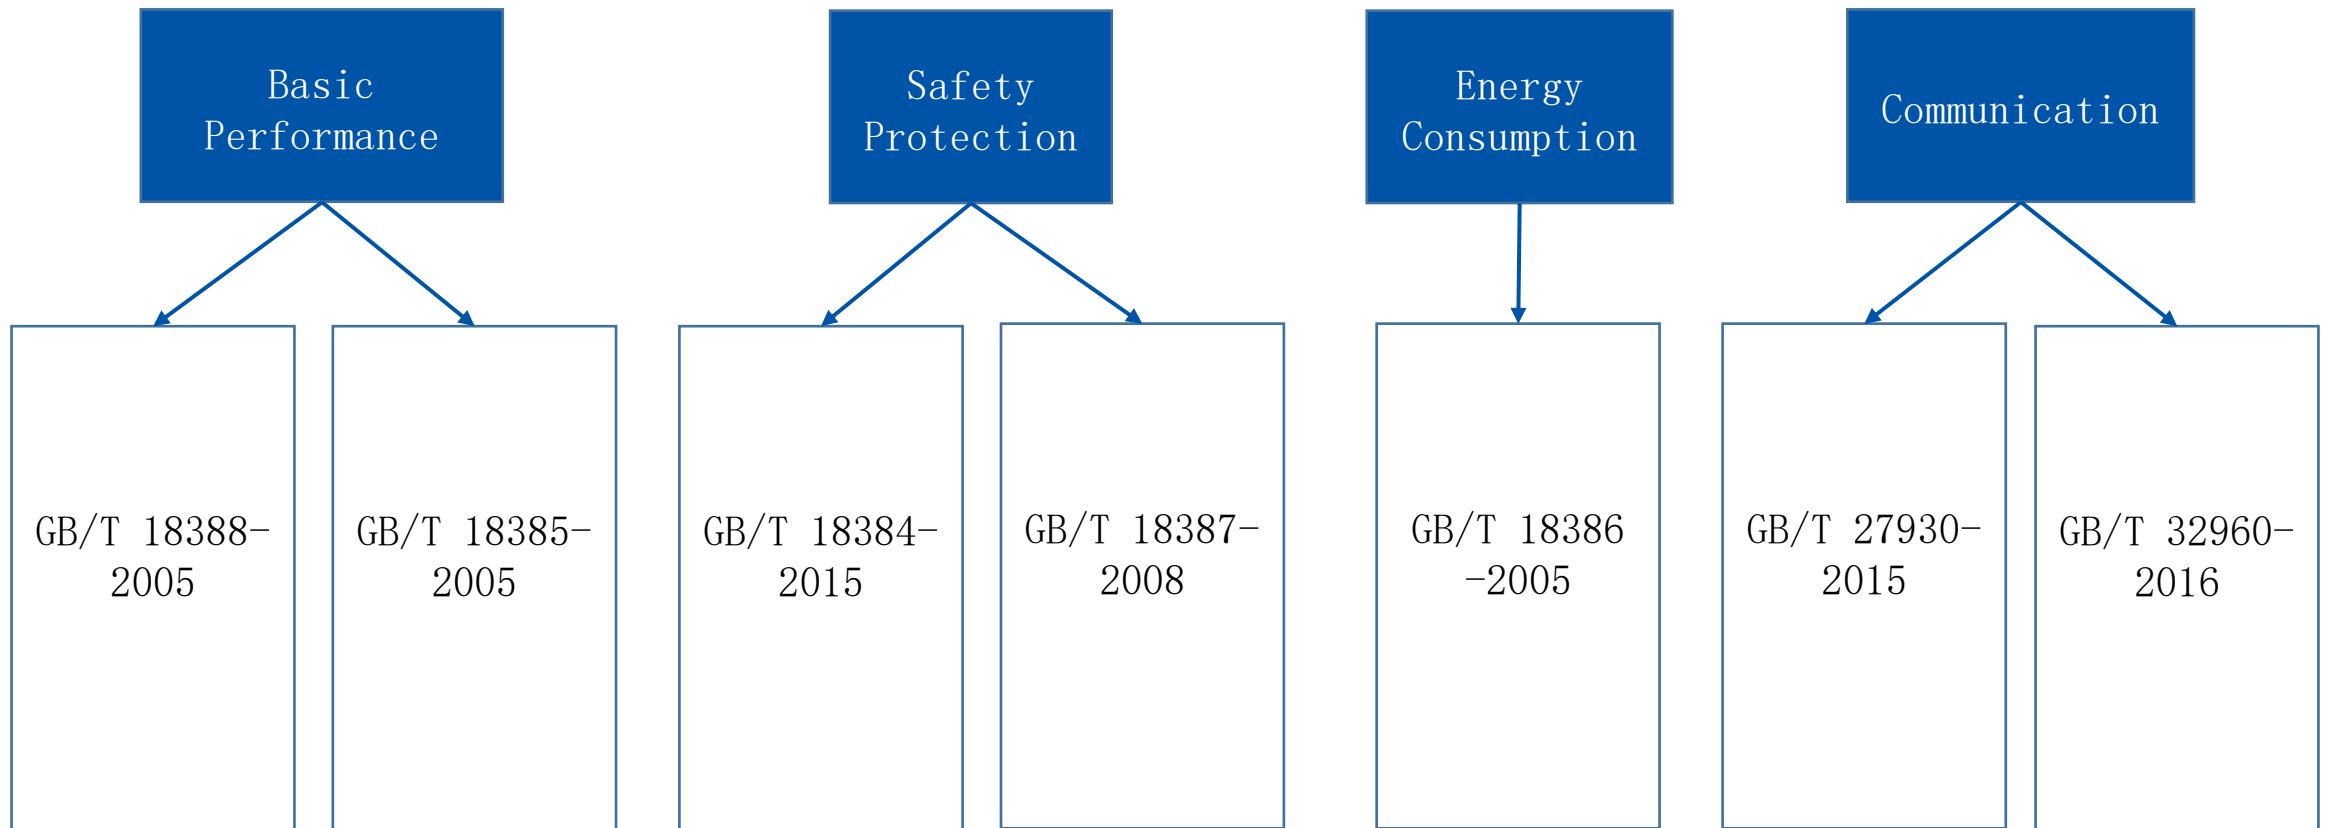 Basic
Performance
Safety
Protection
Energy
Consumption
Communication
GB/T 18388-
2005
GB/T 18385-
2005
GB/T 18384-
2015
GB/T 18387-
2008
GB/T 18386
-2005
GB/T 27930-
2015
GB/T 32960-
2016